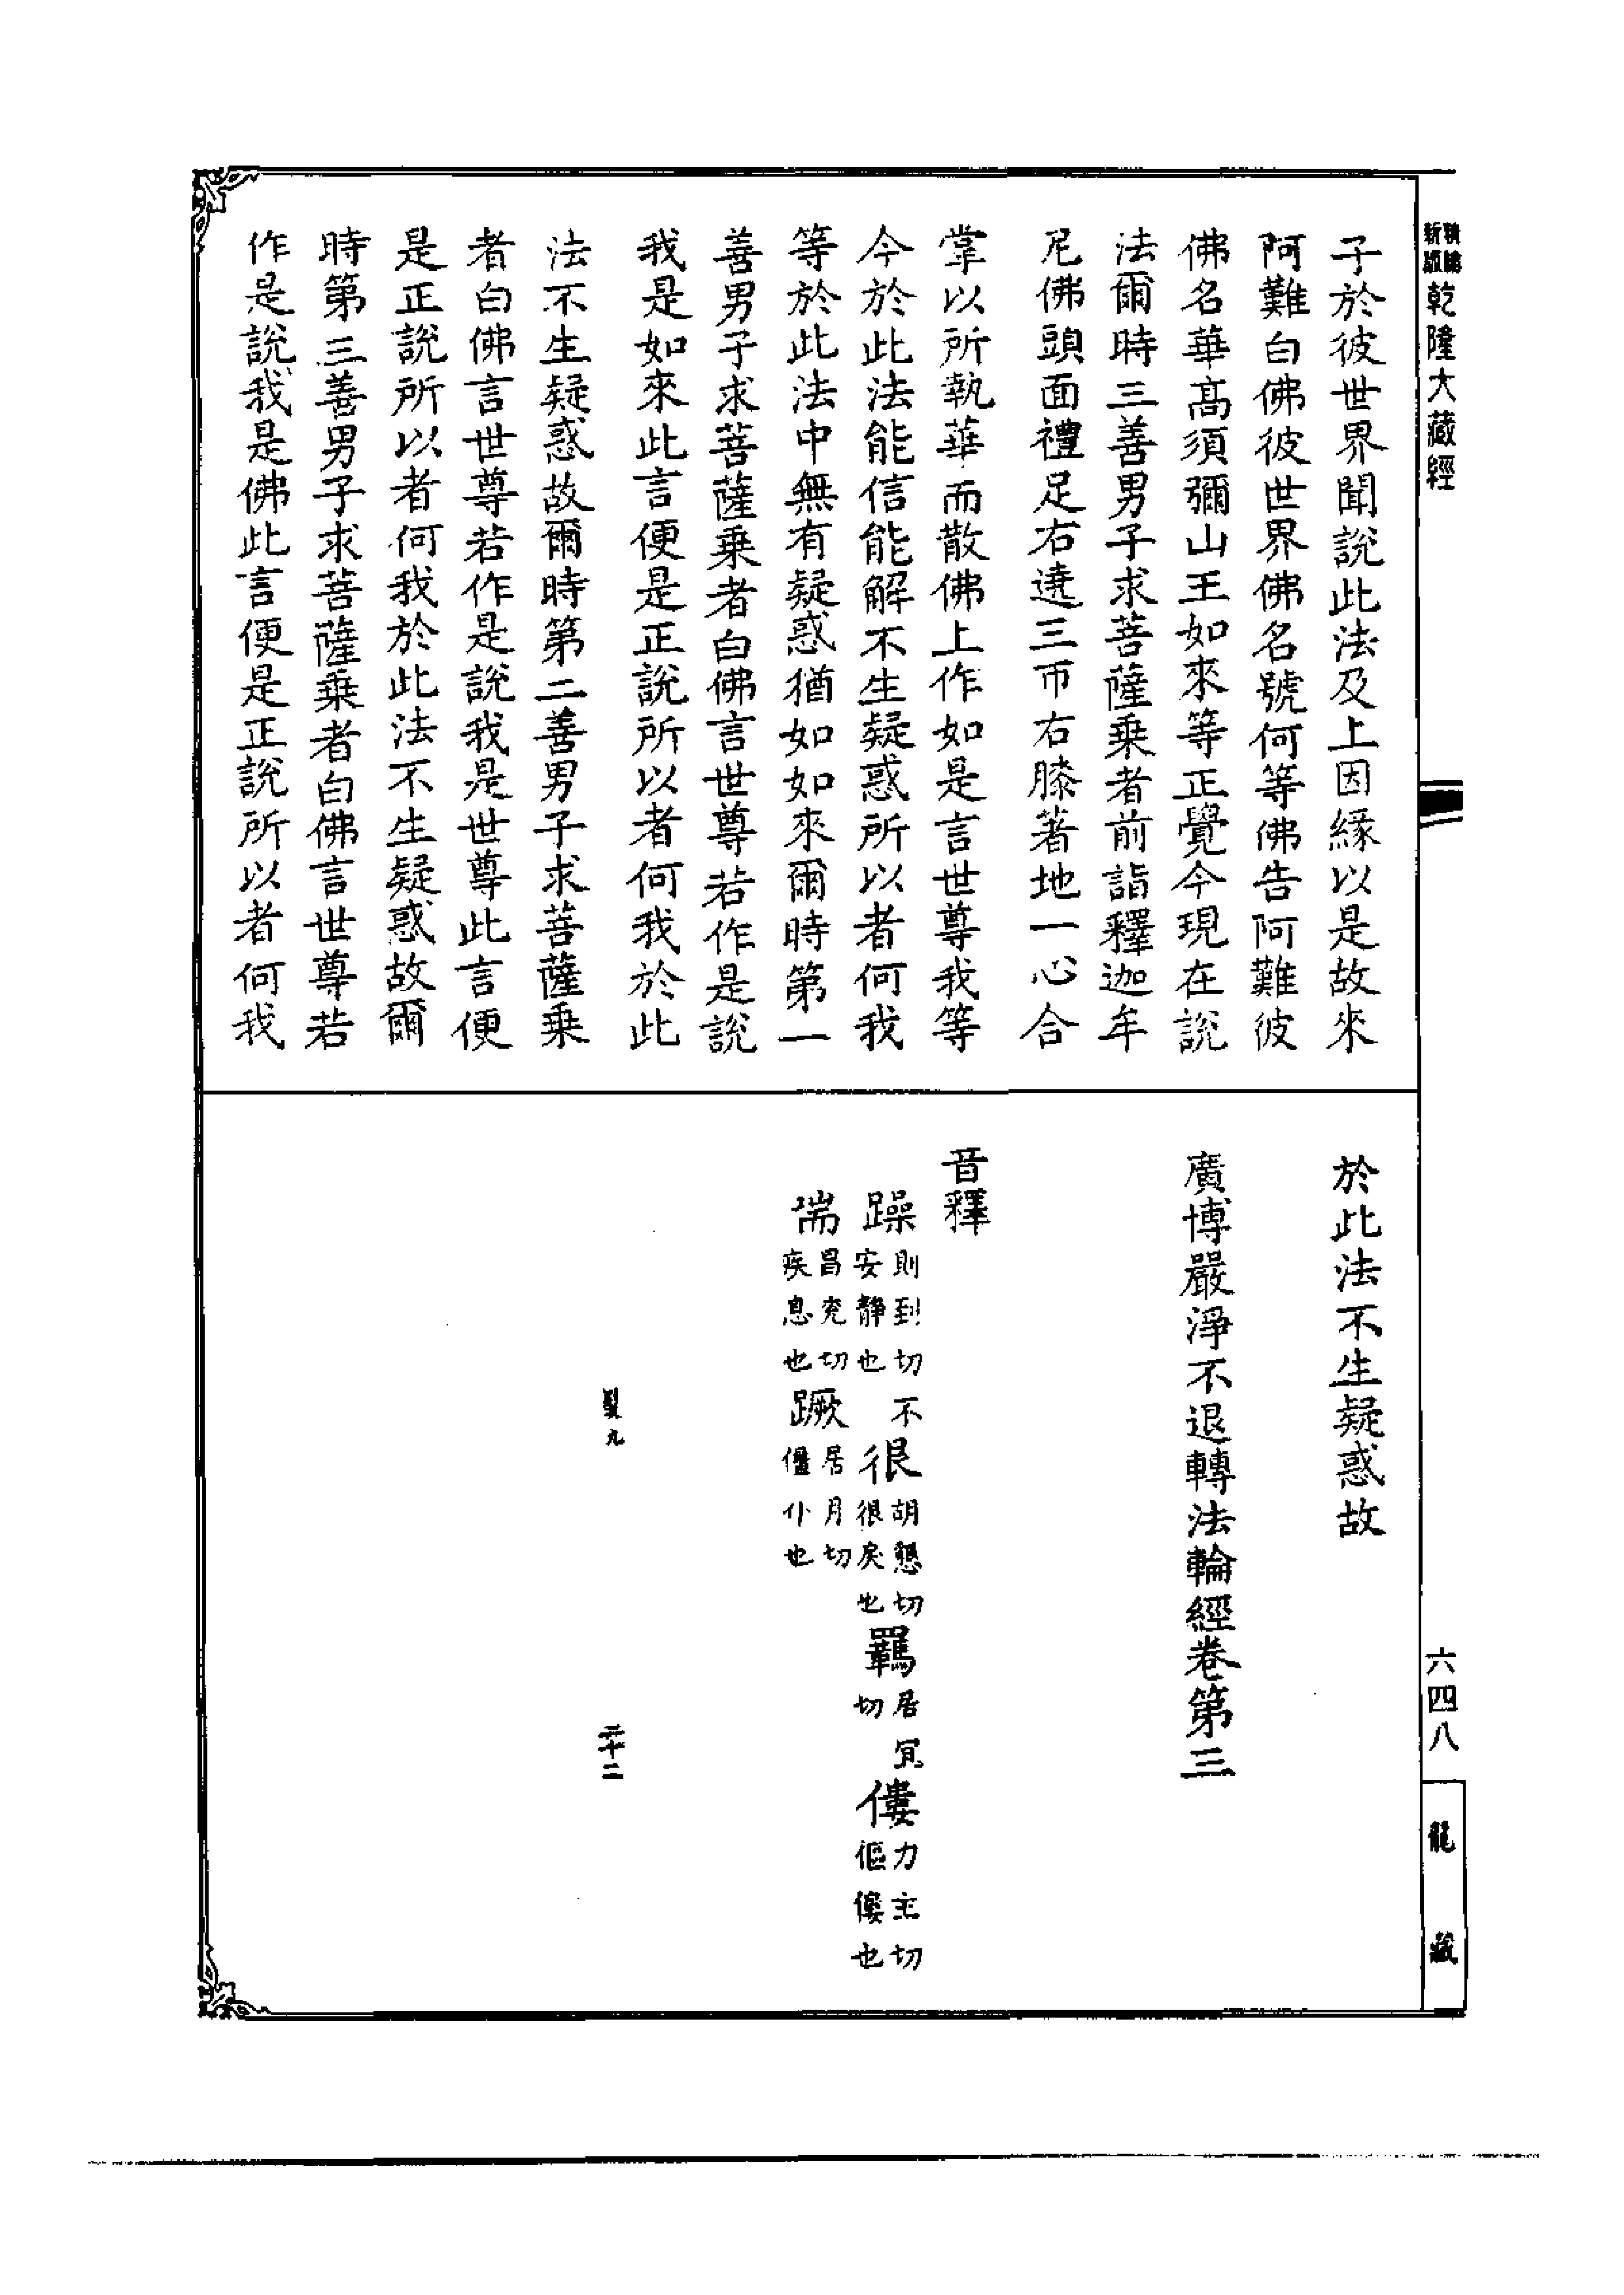 乾隆大藏經
子於彼世界聞說此法及上因緣以是故來
阿難白佛彼世界佛名號何等佛告阿難彼
佛名華高須彌山王如來等正覺今現在說
法爾時三善男子求菩薩乗者前詣釋迦牟
尼佛頭面禮足右遶三帀右膝著地一心合
掌以所執華而散佛上作如是言世尊我等
今於此法能信能解不生疑惑所以者何我
等於此法中無有疑惑猶如如來爾時第一
善男子求菩薩乗者白佛言世尊若作是說
我是如來此言便是正說所以者何我於此
法不生疑惑故爾時第二善男子求菩薩乗
者白佛言世尊若作是說我是世尊此言便
是正說所以者何我於此法不生疑惑故爾
時第三善男子求菩薩乗者白佛言世尊若
作是說我是佛此言便是正說所以者何我
於此法不生疑惑故
廣博嚴淨不退轉法輪經卷第三
音釋
躁則到切不安靜也很胡懇切很戾也羈居宜切僂力主切傴僂也
喘昌兖切疾息也蹶居月切僵仆也
九
二十二
六四八
龍藏